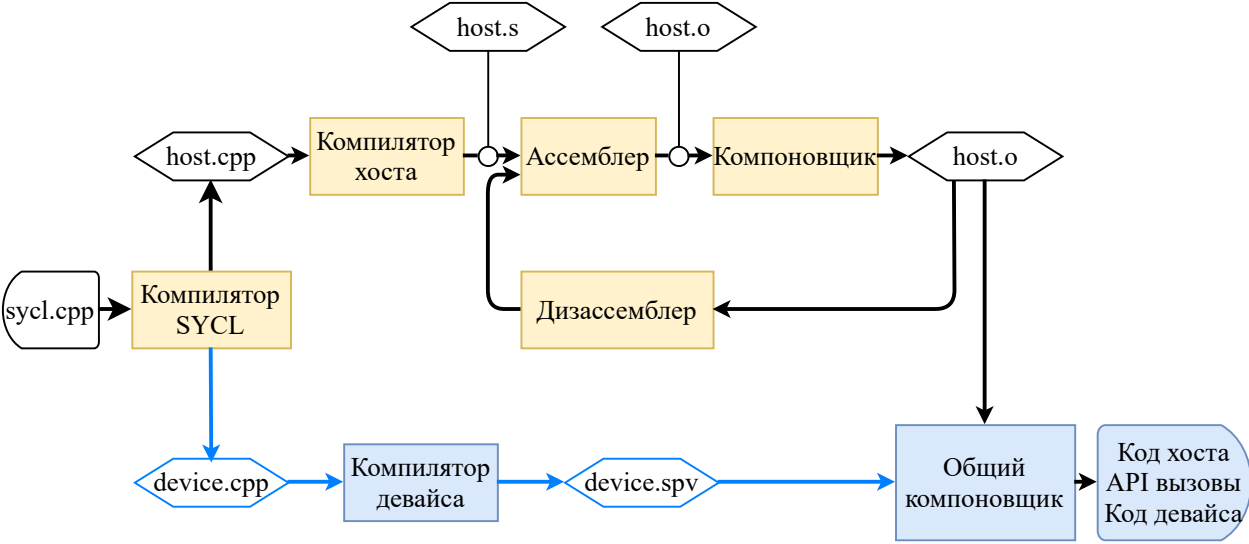 host.s
host.o
host.cpp
Компилятор
хоста
Ассемблер
Компоновщик
host.o
sycl.cpp
Компилятор
SYCL
Дизассемблер
device.cpp
Компилятор
девайса
device.spv
Общий
компоновщик
Код хоста
API вызовы
Код девайса